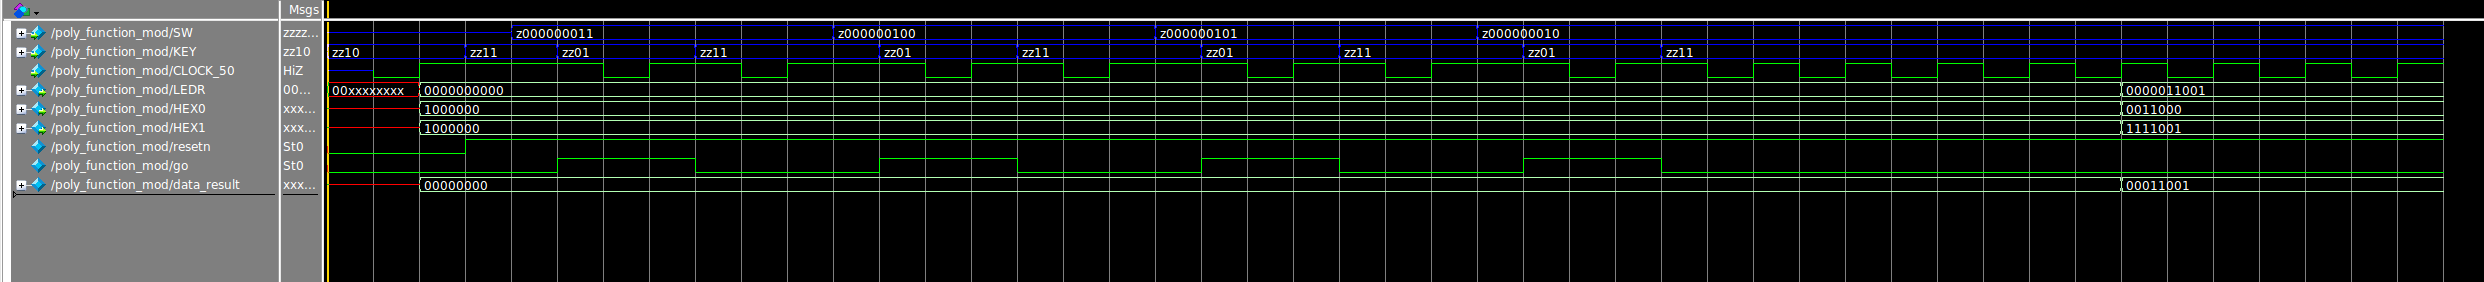 Msgs
/poly_function_mod/SW zzzz... z000000011 z000000100 z000000101 z000000010
/poly_function_mod/KEY zz10 zz10 zz11 zz01 zz11 zz01 zz11 zz01 zz11 zz01 zz11
/poly_function_mod/CLOCK_50 HiZ
/poly_function_mod/LEDR 00... 00xxxxxxxx 0000000000 0000011001
/poly_function_mod/HEX0 xxx... 1000000 0011000
/poly_function_mod/HEX1 xxx... 1000000 1111001
/poly_function_mod/resetn St0
/poly_function_mod/go St0
/poly_function_mod/data_result xxx... 00000000 00011001